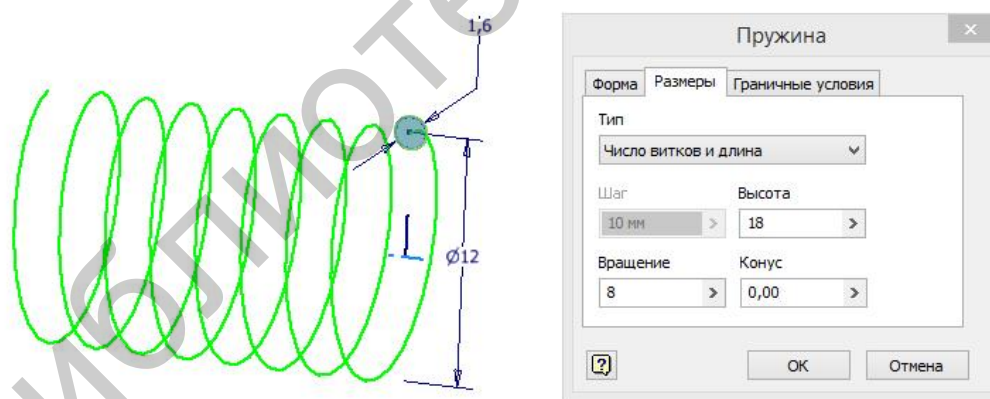 1,6
Ø12
Пружина
Форма Размеры Граничные условия
Тип
Число витков и длина
Шаг Высота
10 мм 18
Вращение Конус
8 0,00
ОК Отмена